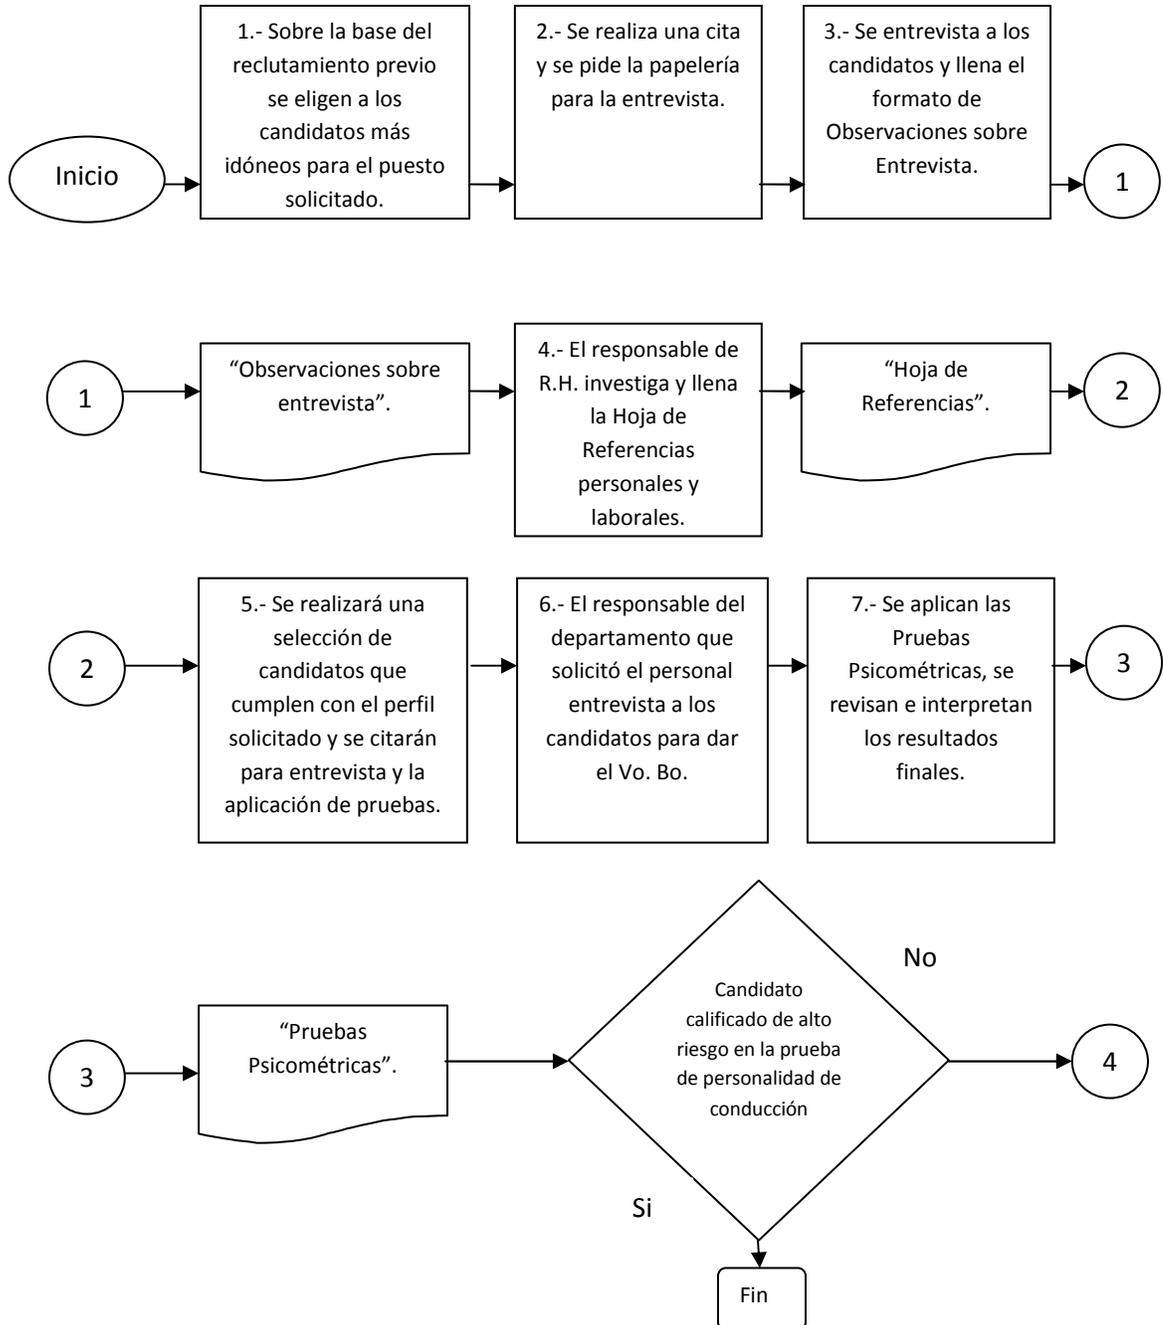 Inicio
1.- Sobre la base del
reclutamiento previo
se eligen a los
candidatos más
idóneos para el puesto
solicitado.
2.- Se realiza una cita
y se pide la papelería
para la entrevista.
3.- Se entrevista a los
candidatos y llena el
formato de
Observaciones sobre
Entrevista.
1
1
“Observaciones sobre
entrevista”.
4.- El responsable de
R.H. investiga y llena
la Hoja de
Referencias
personales y
laborales.
“Hoja de
Referencias”.
2
2
5.- Se realizará una
selección de
candidatos que
cumplen con el perfil
solicitado y se citarán
para entrevista y la
aplicación de pruebas.
6.- El responsable del
departamento que
solicitó el personal
entrevista a los
candidatos para dar
el Vo. Bo.
7.- Se aplican las
Pruebas
Psicométricas, se
revisan e interpretan
los resultados
finales.
3
3
“Pruebas
Psicométricas”.
Candidato
calificado de alto
riesgo en la prueba
de personalidad de
conducción
No
4
Si
Fin